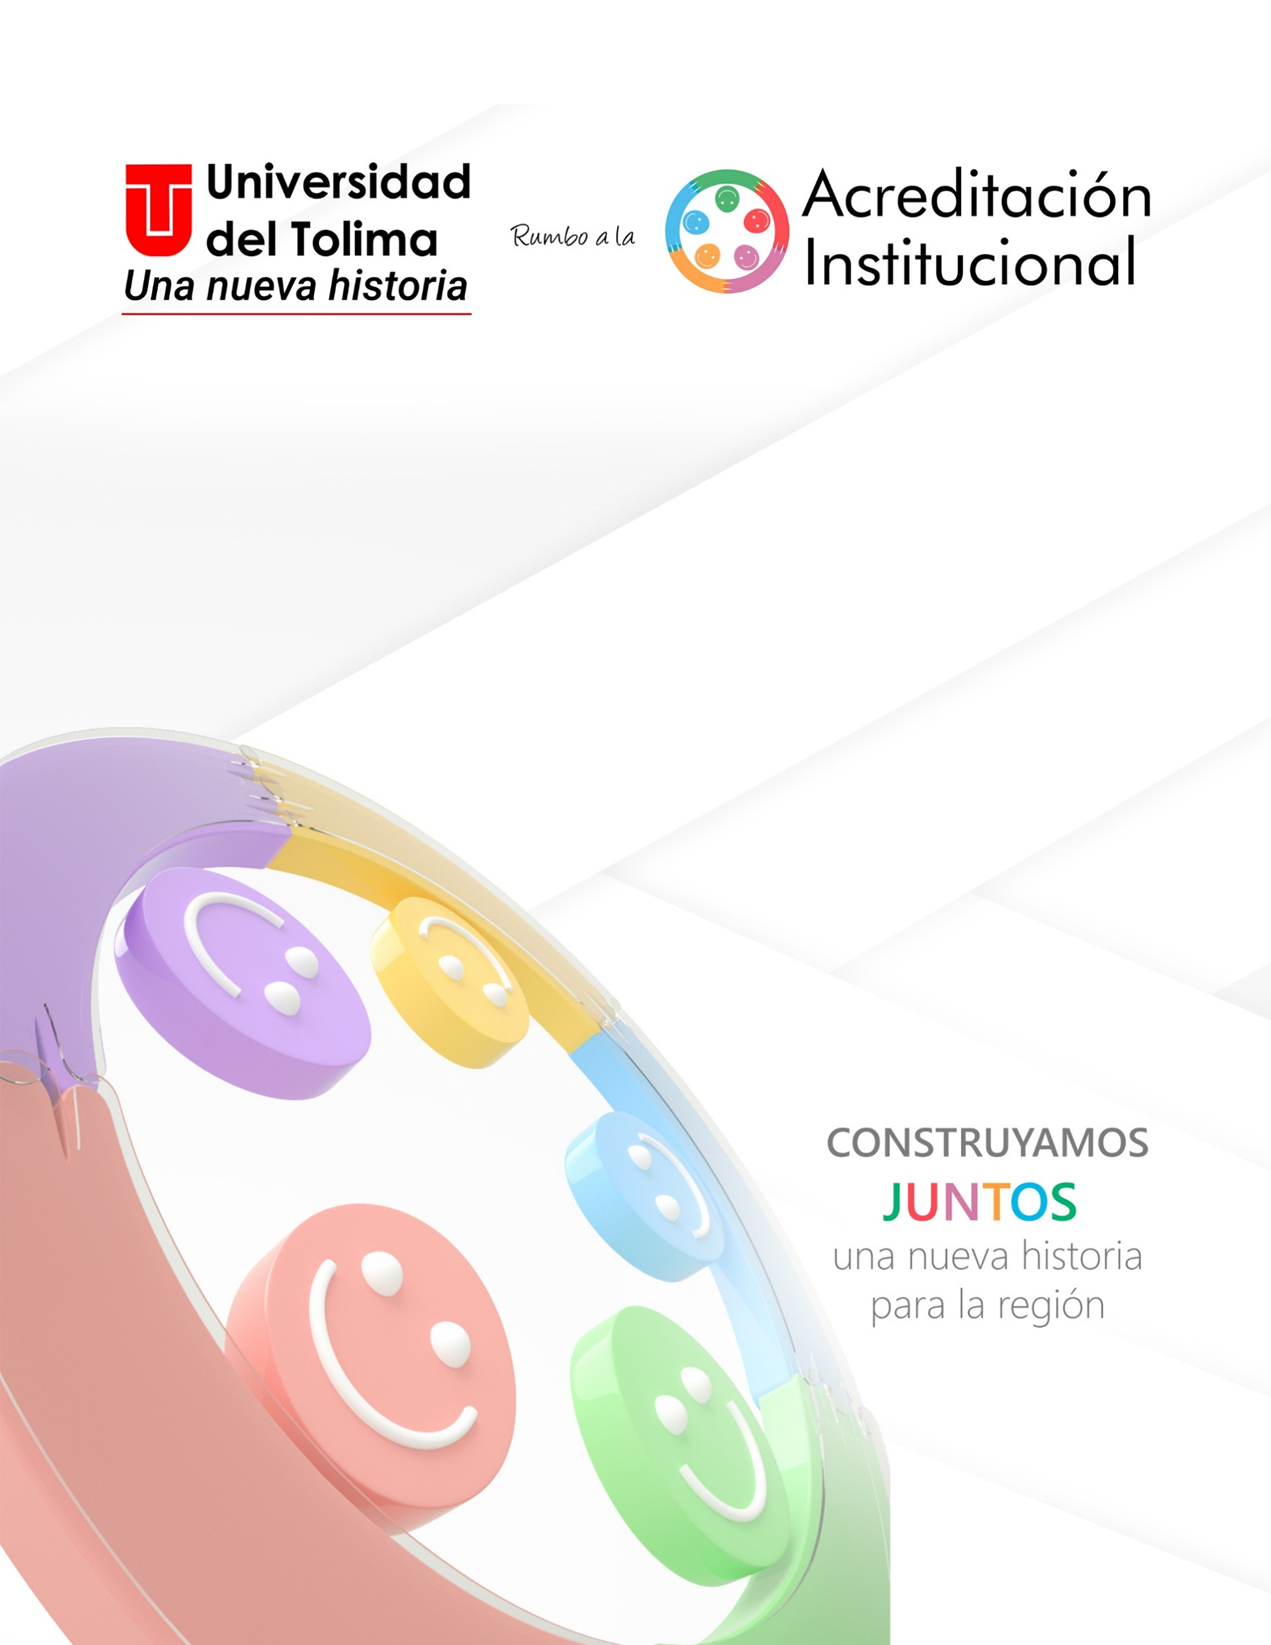 Universidad
del Tolima
Una nueva historia
Rumbo a la
Acreditación
Institucional
CONSTRUYAMOS
JUNTOS
una nueva historia
para la región